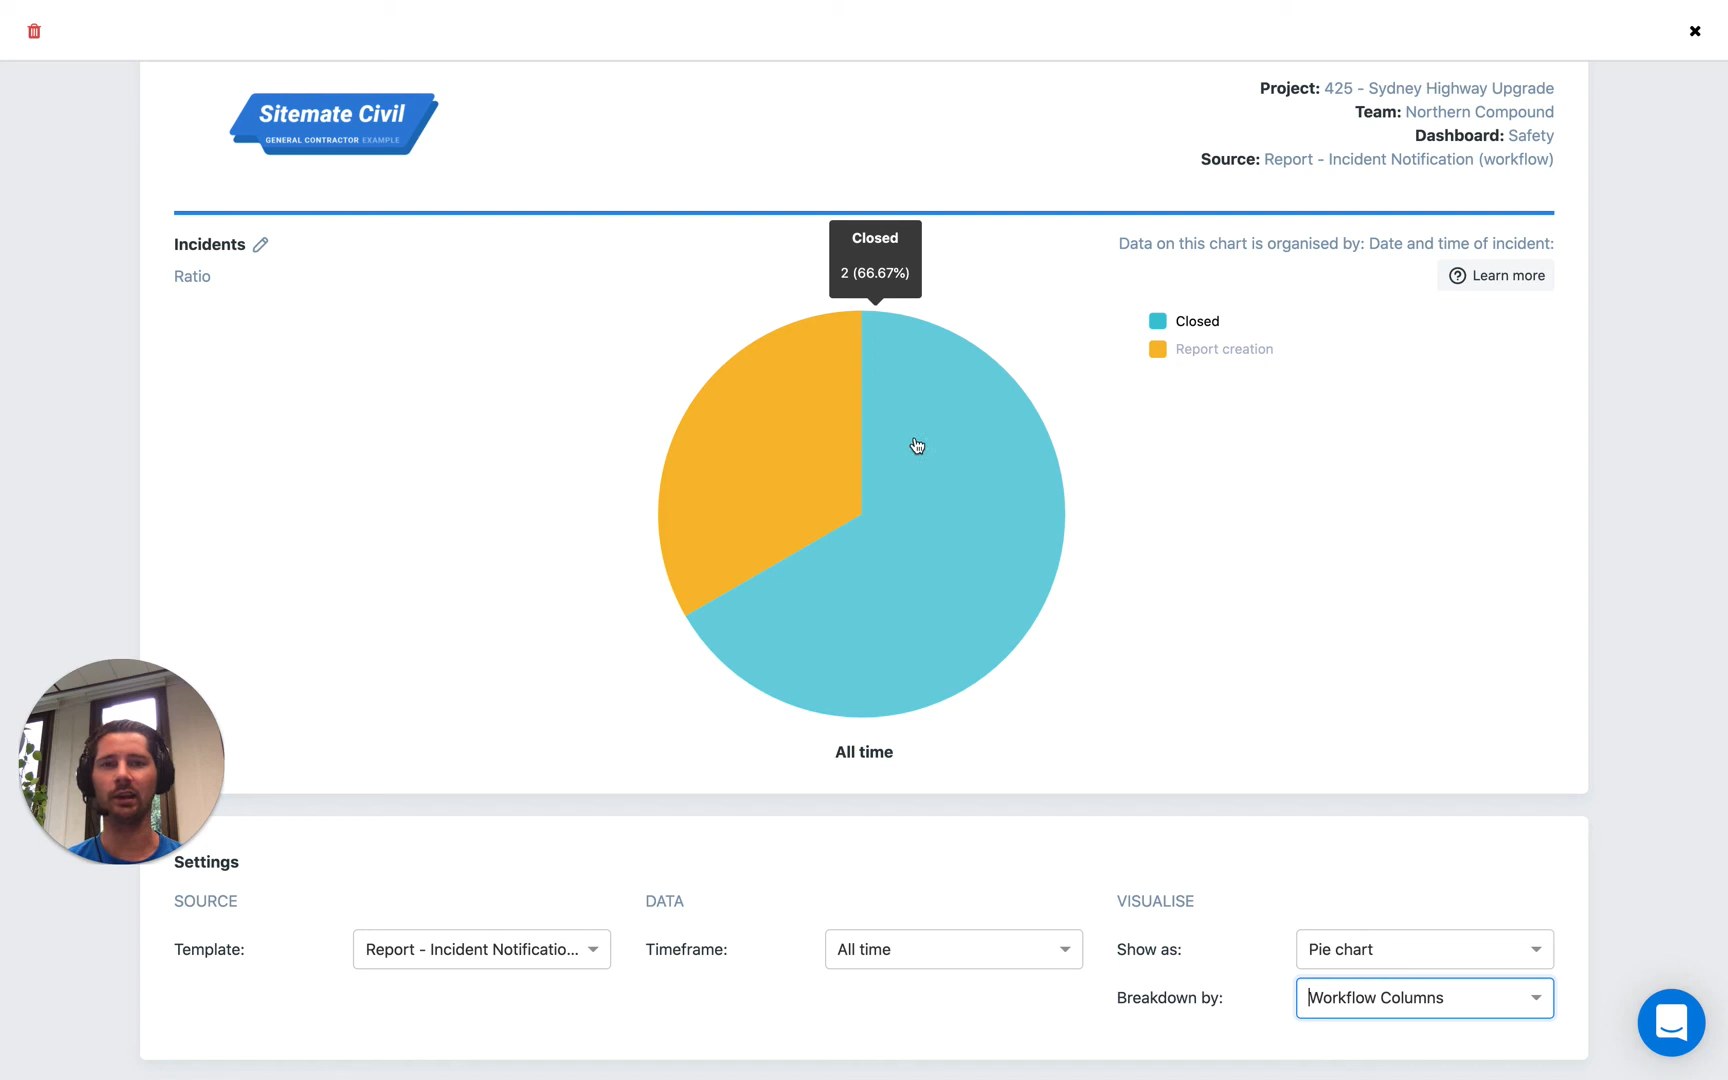 Sitemate Civil
GENERAL CONTRACTOR EXAMPLE
Project: 425 - Sydney Highway Upgrade
Team: Northern Compound
Dashboard: Safety
Source: Report - Incident Notification (workflow)
Incidents
Ratio
Data on this chart is organised by: Date and time of incident:
Learn more
Closed
2 (66.67%)
Closed
Report creation
All time
Settings
SOURCE
DATA
VISUALISE
Template:
Report - Incident Notificatio...
Timeframe:
All time
Show as:
Pie chart
Breakdown by:
Workflow Columns